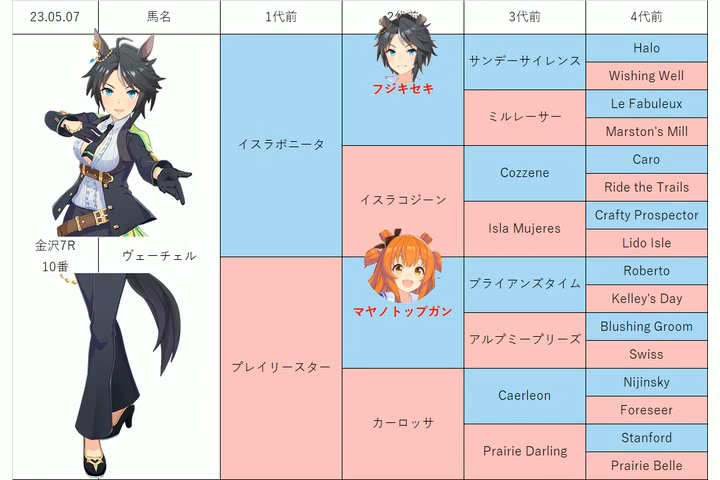 23.05.07
馬名
1代前
2代前
3代前
4代前
金沢7R
10番
ヴェーチェル
イスラボニータ
プレイリースター
フジキセキ
イスラコジーン
マヤノトップガン
カーロッサ
サンデーサイレンス
ミルレーサー
Cozzene
Isla Mujeres
ブライアンズタイム
アルプミープリーズ
Caerleon
Prairie Darling
Halo
Wishing Well
Le Fabuleux
Marston's Mill
Caro
Ride the Trails
Crafty Prospector
Lido Isle
Roberto
Kelley's Day
Blushing Groom
Swiss
Nijinsky
Foreseer
Stanford
Prairie Belle